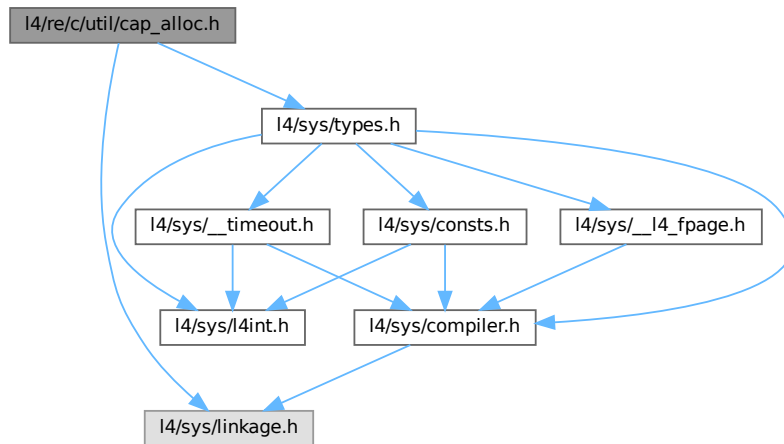 l4/re/c/util/cap_alloc.h
l4/sys/types.h
l4/sys/__timeout.h
l4/sys/consts.h
l4/sys/__l4_fpage.h
l4/sys/l4int.h
l4/sys/compiler.h
l4/sys/linkage.h